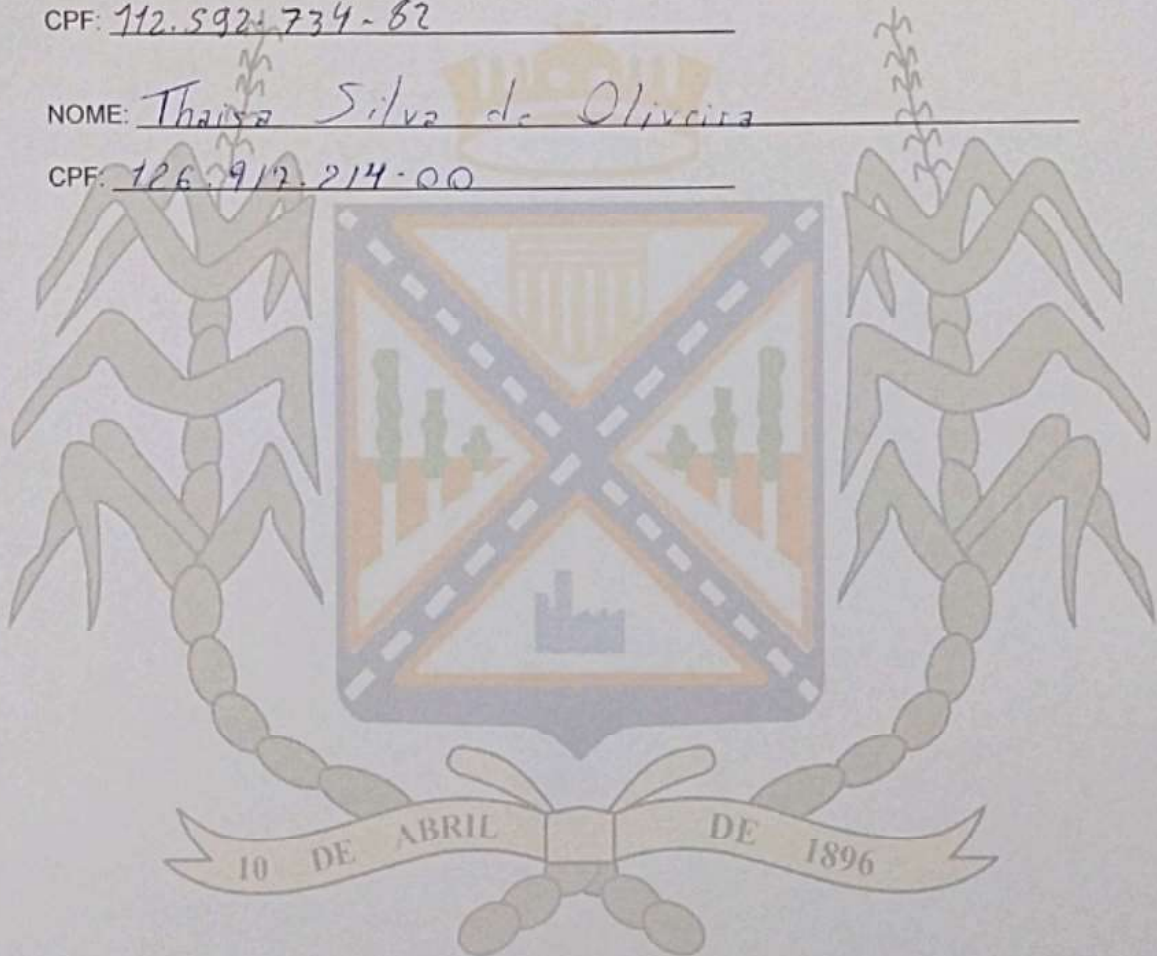 CPF: 112.592.734-82
NOME: Thaisa Silva de Oliveira
CPF: 126.917.214-00
10 DE ABRIL DE 1896